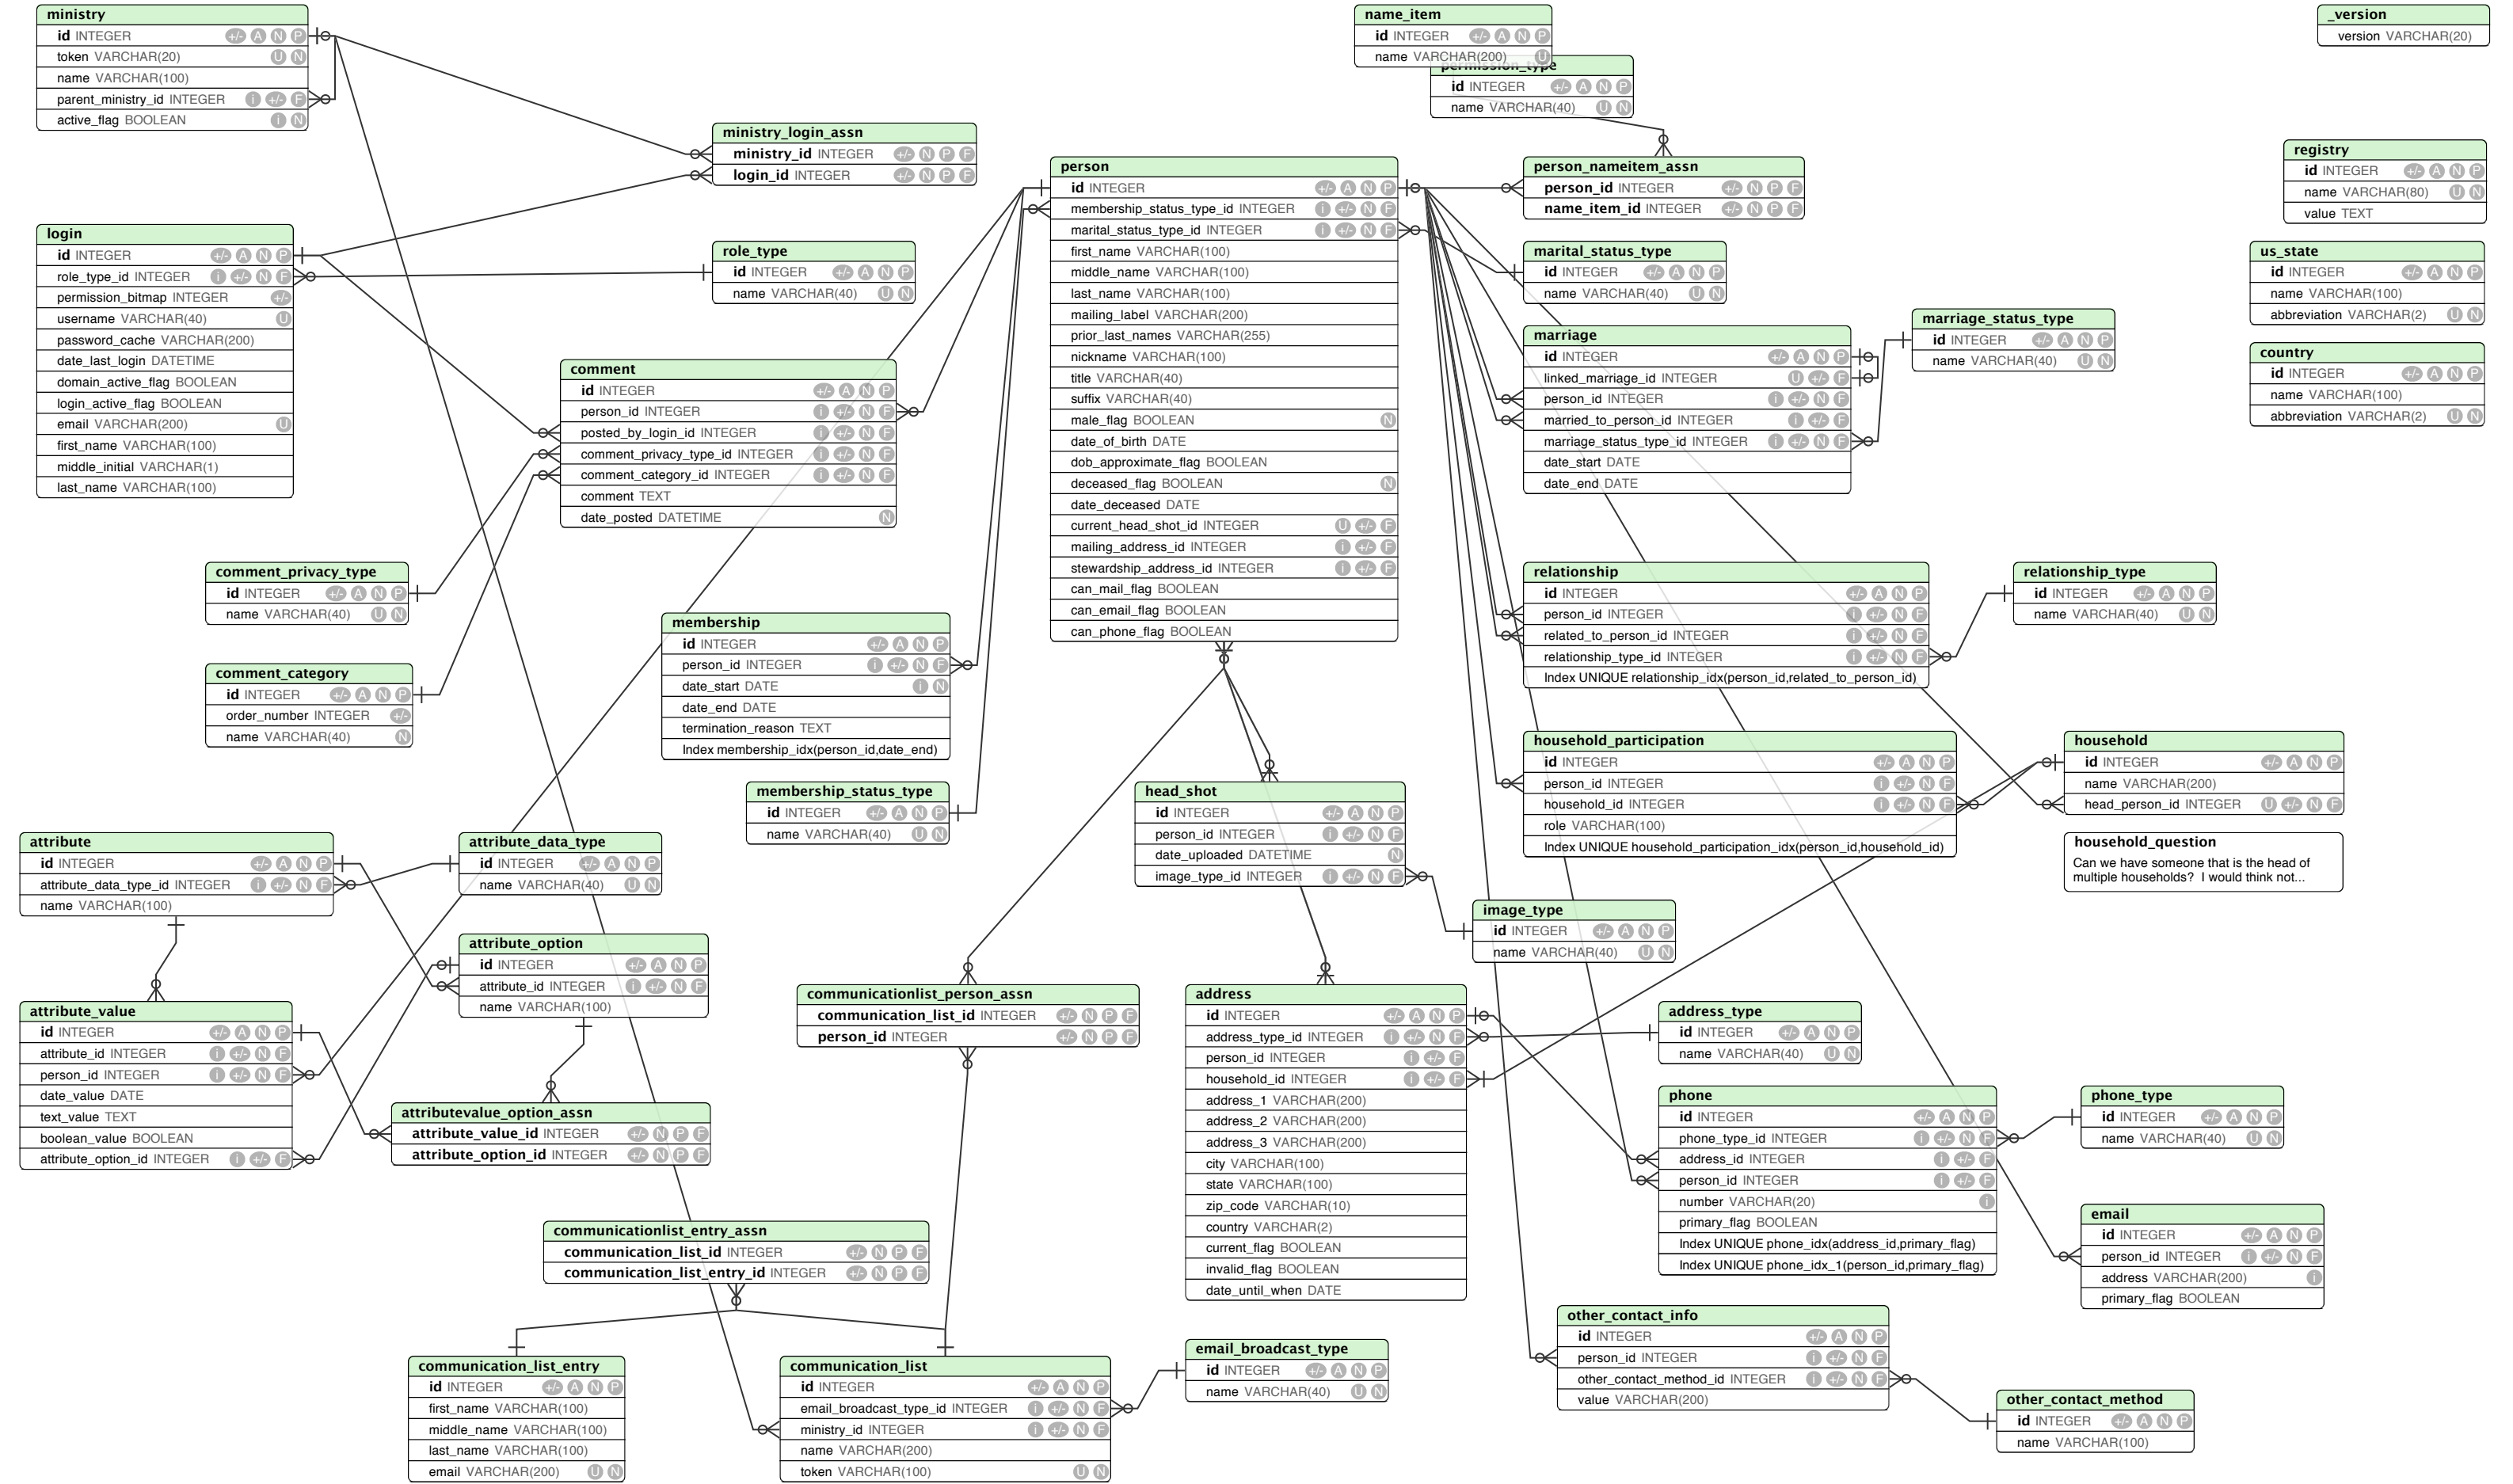 ministry
id INTEGER +/- A N P
token VARCHAR(20) U N
name VARCHAR(100)
parent_ministry_id INTEGER i +/- F
active_flag BOOLEAN i N
name_item
id INTEGER +/- A N P
name VARCHAR(200) U
permission_type
id INTEGER +/- A N P
name VARCHAR(40) U N
_version
version VARCHAR(20)
ministry_login_assn
ministry_id INTEGER +/- N P F
login_id INTEGER +/- N P F
person
id INTEGER +/- A N P
membership_status_type_id INTEGER i +/- N F
marital_status_type_id INTEGER i +/- N F
first_name VARCHAR(100)
middle_name VARCHAR(100)
last_name VARCHAR(100)
mailing_label VARCHAR(200)
prior_last_names VARCHAR(255)
nickname VARCHAR(100)
title VARCHAR(40)
suffix VARCHAR(40)
male_flag BOOLEAN N
date_of_birth DATE
dob_approximate_flag BOOLEAN
deceased_flag BOOLEAN N
date_deceased DATE
current_head_shot_id INTEGER U +/- F
mailing_address_id INTEGER i +/- F
stewardship_address_id INTEGER i +/- F
can_mail_flag BOOLEAN
can_email_flag BOOLEAN
can_phone_flag BOOLEAN
person_nameitem_assn
person_id INTEGER +/- N P F
name_item_id INTEGER +/- N P F
registry
id INTEGER +/- A N P
name VARCHAR(80) U N
value TEXT
login
id INTEGER +/- A N P
role_type_id INTEGER i +/- N F
permission_bitmap INTEGER +/-
username VARCHAR(40) U
password_cache VARCHAR(200)
date_last_login DATETIME
domain_active_flag BOOLEAN
login_active_flag BOOLEAN
email VARCHAR(200) U
first_name VARCHAR(100)
middle_initial VARCHAR(1)
last_name VARCHAR(100)
role_type
id INTEGER +/- A N P
name VARCHAR(40) U N
marital_status_type
id INTEGER +/- A N P
name VARCHAR(40) U N
us_state
id INTEGER +/- A N P
name VARCHAR(100)
abbreviation VARCHAR(2) U N
marriage
id INTEGER +/- A N P
linked_marriage_id INTEGER U +/- F
person_id INTEGER i +/- N F
married_to_person_id INTEGER i +/- F
marriage_status_type_id INTEGER i +/- N F
date_start DATE
date_end DATE
marriage_status_type
id INTEGER +/- A N P
name VARCHAR(40) U N
country
id INTEGER +/- A N P
name VARCHAR(100)
abbreviation VARCHAR(2) U N
comment
id INTEGER +/- A N P
person_id INTEGER i +/- N F
posted_by_login_id INTEGER i +/- N F
comment_privacy_type_id INTEGER i +/- N F
comment_category_id INTEGER i +/- N F
comment TEXT
date_posted DATETIME N
comment_privacy_type
id INTEGER +/- A N P
name VARCHAR(40) U N
relationship
id INTEGER +/- A N P
person_id INTEGER i +/- N F
related_to_person_id INTEGER i +/- N F
relationship_type_id INTEGER i +/- N F
Index UNIQUE relationship_idx(person_id,related_to_person_id)
relationship_type
id INTEGER +/- A N P
name VARCHAR(40) U N
membership
id INTEGER +/- A N P
person_id INTEGER i +/- N F
date_start DATE i N
date_end DATE
termination_reason TEXT
Index membership_idx(person_id,date_end)
comment_category
id INTEGER +/- A N P
order_number INTEGER +/-
name VARCHAR(40) N
household_participation
id INTEGER +/- A N P
person_id INTEGER i +/- N F
household_id INTEGER i +/- N F
role VARCHAR(100)
Index UNIQUE household_participation_idx(person_id,household_id)
household
id INTEGER +/- A N P
name VARCHAR(200)
head_person_id INTEGER U +/- N F
household_question
Can we have someone that is the head of
multiple households? I would think not...
membership_status_type
id INTEGER +/- A N P
name VARCHAR(40) U N
head_shot
id INTEGER +/- A N P
person_id INTEGER i +/- N F
date_uploaded DATETIME N
image_type_id INTEGER i +/- N F
attribute
id INTEGER +/- A N P
attribute_data_type_id INTEGER i +/- N F
name VARCHAR(100)
attribute_data_type
id INTEGER +/- A N P
name VARCHAR(40) U N
image_type
id INTEGER +/- A N P
name VARCHAR(40) U N
attribute_option
id INTEGER +/- A N P
attribute_id INTEGER i +/- N F
name VARCHAR(100)
communicationlist_person_assn
communication_list_id INTEGER +/- N P F
person_id INTEGER +/- N P F
address
id INTEGER +/- A N P
address_type_id INTEGER i +/- N F
person_id INTEGER i +/- F
household_id INTEGER i +/- F
address_1 VARCHAR(200)
address_2 VARCHAR(200)
address_3 VARCHAR(200)
city VARCHAR(100)
state VARCHAR(100)
zip_code VARCHAR(10)
country VARCHAR(2)
current_flag BOOLEAN
invalid_flag BOOLEAN
date_until_when DATE
address_type
id INTEGER +/- A N P
name VARCHAR(40) U N
attribute_value
id INTEGER +/- A N P
attribute_id INTEGER i +/- N F
person_id INTEGER i +/- N F
date_value DATE
text_value TEXT
boolean_value BOOLEAN
attribute_option_id INTEGER i +/- F
attributevalue_option_assn
attribute_value_id INTEGER +/- N P F
attribute_option_id INTEGER +/- N P F
phone
id INTEGER +/- A N P
phone_type_id INTEGER i +/- N F
address_id INTEGER i +/- F
person_id INTEGER i +/- F
number VARCHAR(20) i
primary_flag BOOLEAN
Index UNIQUE phone_idx(address_id,primary_flag)
Index UNIQUE phone_idx_1(person_id,primary_flag)
phone_type
id INTEGER +/- A N P
name VARCHAR(40) U N
email
id INTEGER +/- A N P
person_id INTEGER i +/- N F
address VARCHAR(200) i
primary_flag BOOLEAN
communicationlist_entry_assn
communication_list_id INTEGER +/- N P F
communication_list_entry_id INTEGER +/- N P F
other_contact_info
id INTEGER +/- A N P
person_id INTEGER i +/- N F
other_contact_method_id INTEGER i +/- N F
value VARCHAR(200)
communication_list_entry
id INTEGER +/- A N P
first_name VARCHAR(100)
middle_name VARCHAR(100)
last_name VARCHAR(100)
email VARCHAR(200) U N
communication_list
id INTEGER +/- A N P
email_broadcast_type_id INTEGER i +/- N F
ministry_id INTEGER i +/- N F
name VARCHAR(200)
token VARCHAR(100) U N
email_broadcast_type
id INTEGER +/- A N P
name VARCHAR(40) U N
other_contact_method
id INTEGER +/- A N P
name VARCHAR(100)